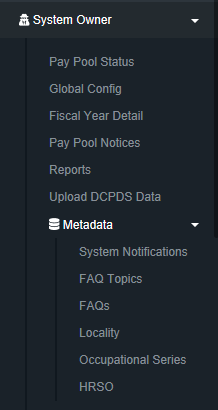 System Owner
Pay Pool Status
Global Config
Fiscal Year Detail
Pay Pool Notices
Reports
Upload DCPDS Data
Metadata
System Notifications
FAQ Topics
FAQs
Locality
Occupational Series
HRSO